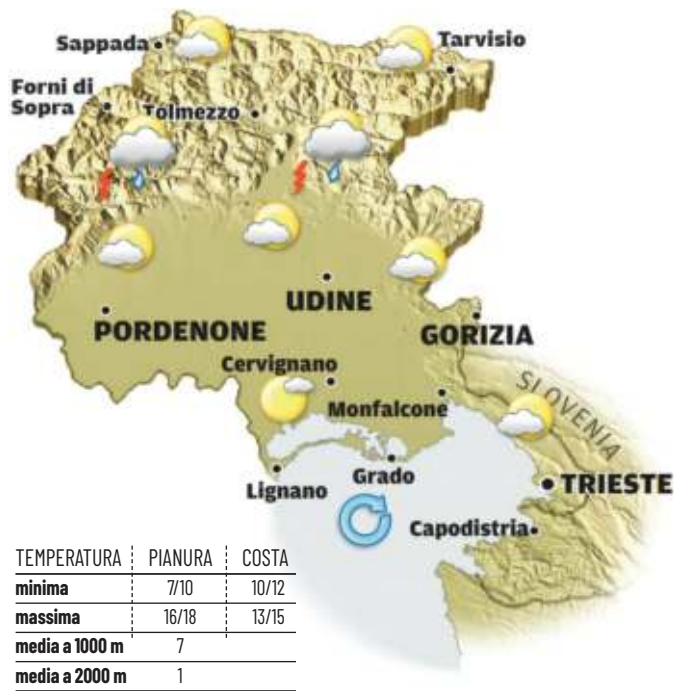 Sappada
Tarvisio
Forni di
Sopra
Tolmezzo
UDINE
PORDENONE
GORIZIA
Cervignano
Monfalcone
SLOVENIA
Lignano
Grado
TRIESTE
Capodistria
TEMPERATURA PIANURA COSTA
minima 7/10 10/12
massima 16/18 13/15
media a 1000 m 7
media a 2000 m 1